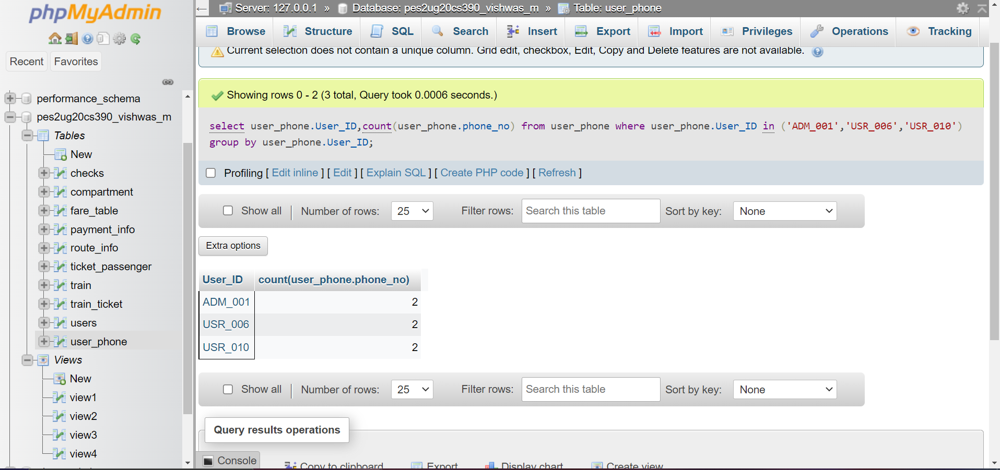 phpMyAdmin
Recent
Favorites
performance_schema
pes2ug20cs390_vishwas_m
Tables
New
checks
compartment
fare_table
payment_info
route_info
ticket_passenger
train
train_ticket
users
user_phone
Views
New
view1
view2
view3
view4
Server: 127.0.0.1 » Database: pes2ug20cs390_vishwas_m » Table: user_phone
Browse Structure SQL Search Insert Export Import Privileges Operations Tracking
Current selection does not contain a unique column. Grid edit, checkbox, Edit, Copy and Delete features are not available.
Showing rows 0 - 2 (3 total, Query took 0.0006 seconds.)
select user_phone.User_ID,count(user_phone.phone_no) from user_phone where user_phone.User_ID in ('ADM_001','USR_006','USR_010')
group by user_phone.User_ID;
Profiling [ Edit inline ] [ Edit ] [ Explain SQL ] [ Create PHP code ] [ Refresh ]
Show all | Number of rows: 25 Filter rows: Search this table Sort by key: None
Extra options
User_ID count(user_phone.phone_no)
ADM_001 2
USR_006 2
USR_010 2
Show all | Number of rows: 25 Filter rows: Search this table Sort by key: None
Query results operations
Console
Copy to clipboard Export Display chart Create view